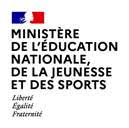 MINISTÈRE
DE L'ÉDUCATION
NATIONALE,
DE LA JEUNESSE
ET DES SPORTS
Liberté
Égalité
Fraternité